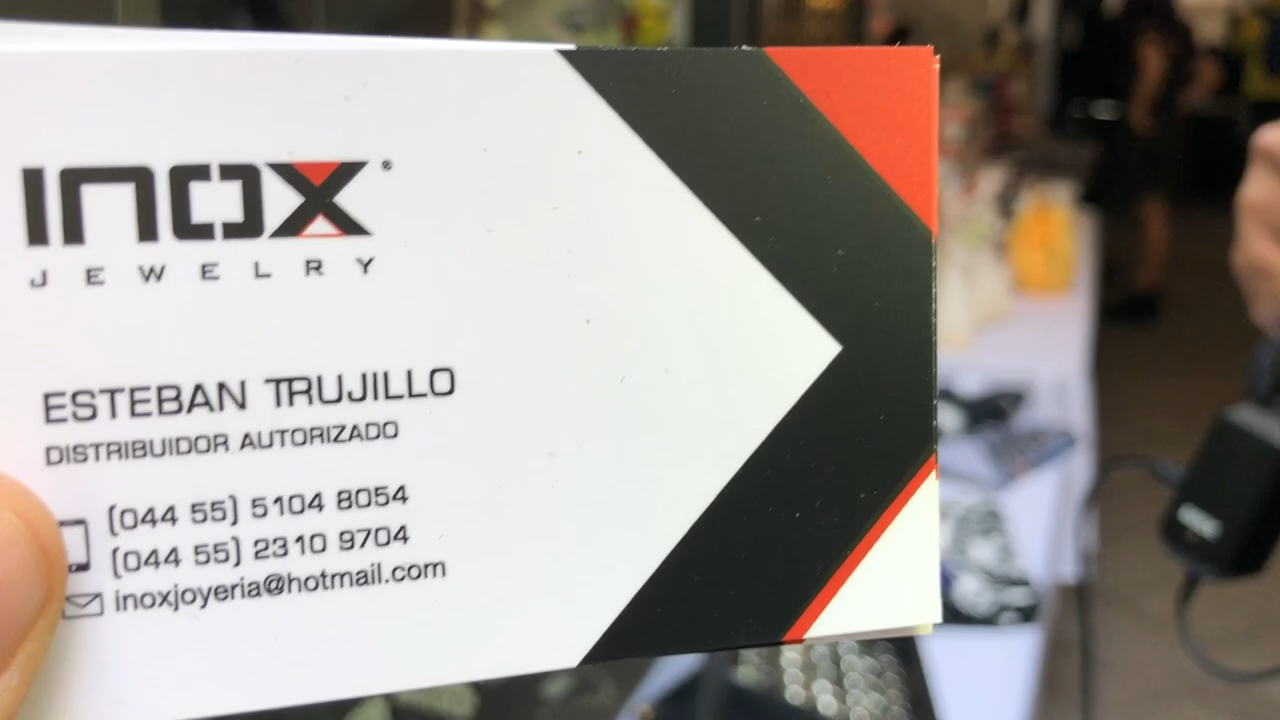 INOX®
JEWELRY
ESTEBAN TRUJILLO
DISTRIBUIDOR AUTORIZADO
(044 55) 5104 8054
(044 55) 2310 9704
inoxjoyeria@hotmail.com